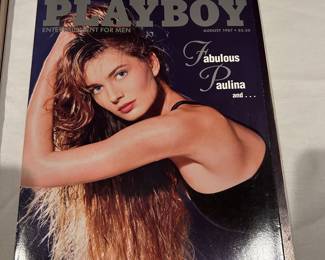 PLAYBOY
ENTERTAINMENT FOR MEN
AUGUST 1987 • $3.50
Fabulous
Paulina
and . . .